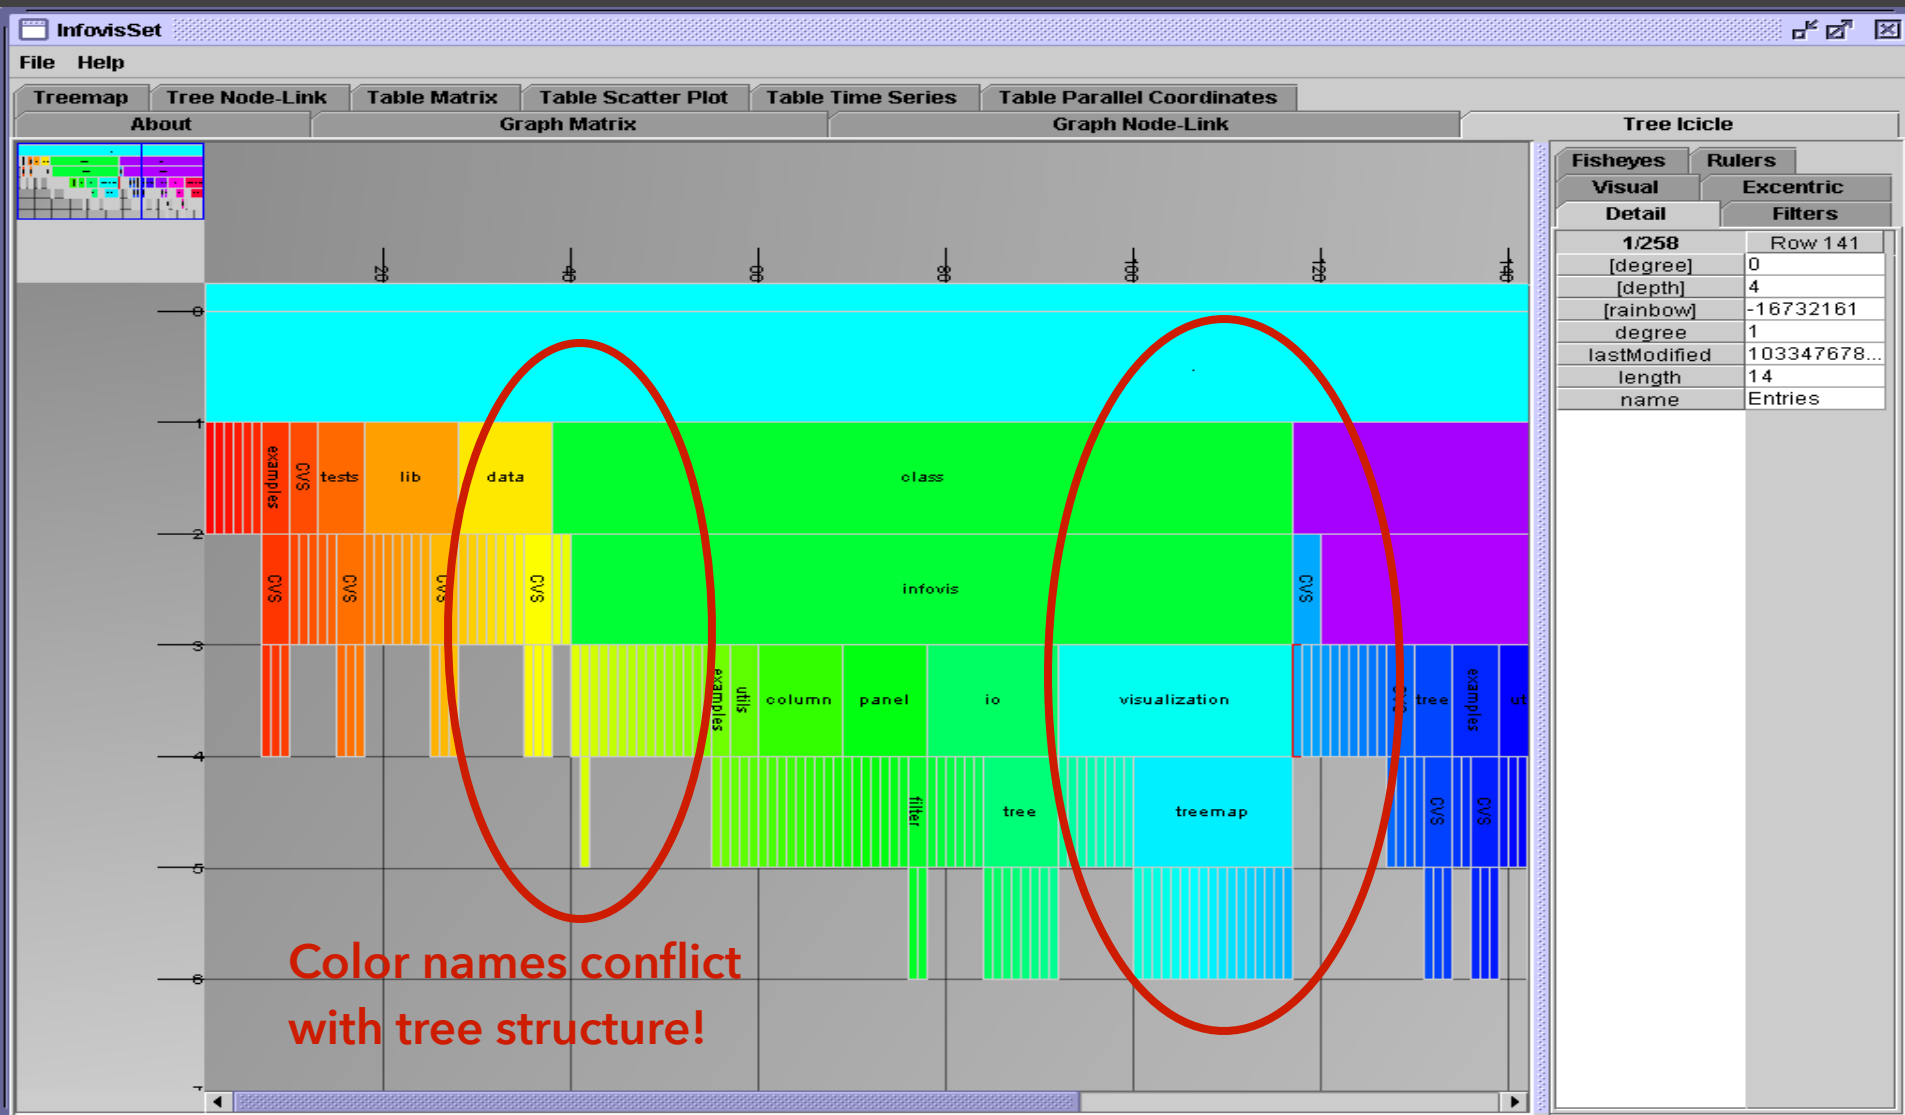 InfovisSet
File Help
Treemap Tree Node-Link Table Matrix Table Scatter Plot Table Time Series Table Parallel Coordinates
About Graph Matrix Graph Node-Link Tree Icicle
Fisheyes Rulers
Visual Excentric
Detail Filters
1/258 Row 141
[degree] 0
[depth] 4
[rainbow] -16732161
degree 1
lastModified 103347678...
length 14
name Entries
20 40 60 80 100 120 140
0
1
examples CVS tests lib data class
2
CVS CVS CVS CVS infovis CVS
3
examples utils column panel io visualization CVS tree examples ut
4
filter tree treemap CVS CVS
5
6
Color names conflict
with tree structure!